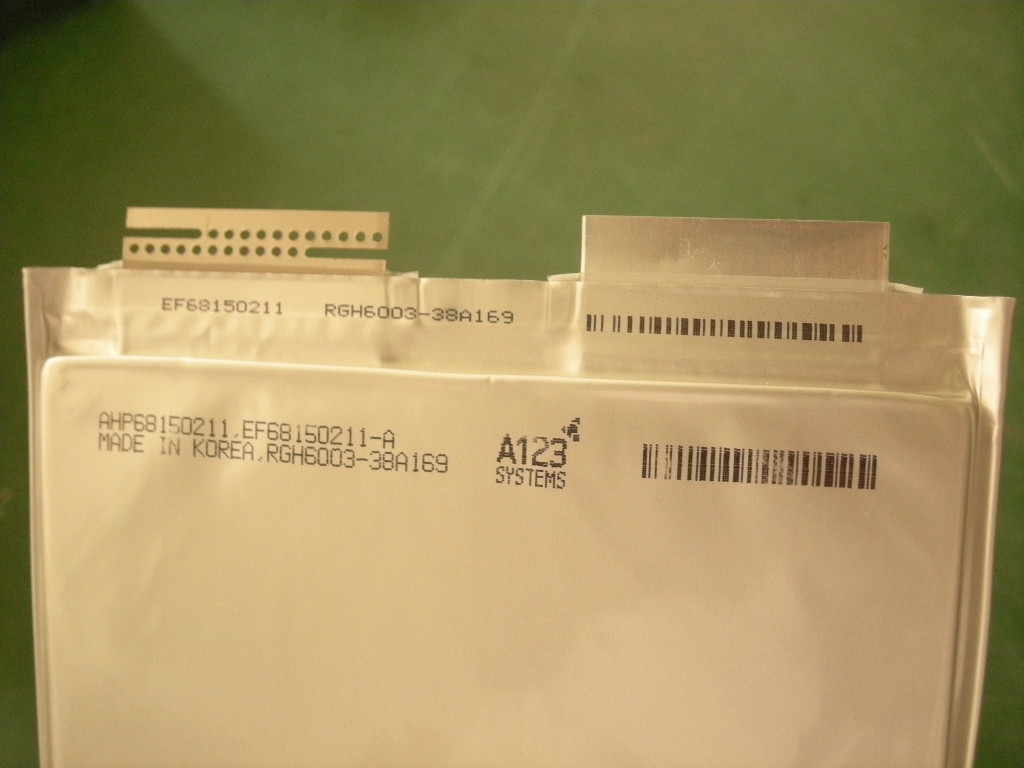 EF68150211 RGH6003-38A169
AHP68150211,EF68150211-A
MADE IN KOREA,RGH6003-38A169
A123
SYSTEMS